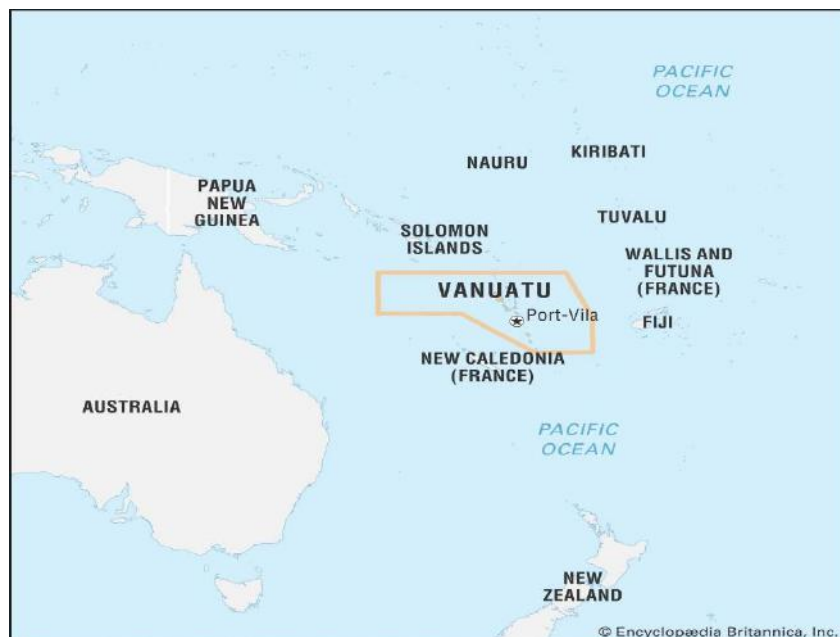 PACIFIC
OCEAN
NAURU
KIRIBATI
PAPUA
NEW
GUINEA
TUVALU
SOLOMON
ISLANDS
WALLIS AND
FUTUNA
(FRANCE)
VANUATU
Port-Vila
FIJI
NEW CALEDONIA
(FRANCE)
AUSTRALIA
PACIFIC
OCEAN
NEW
ZEALAND
© Encyclopædia Britannica, Inc.